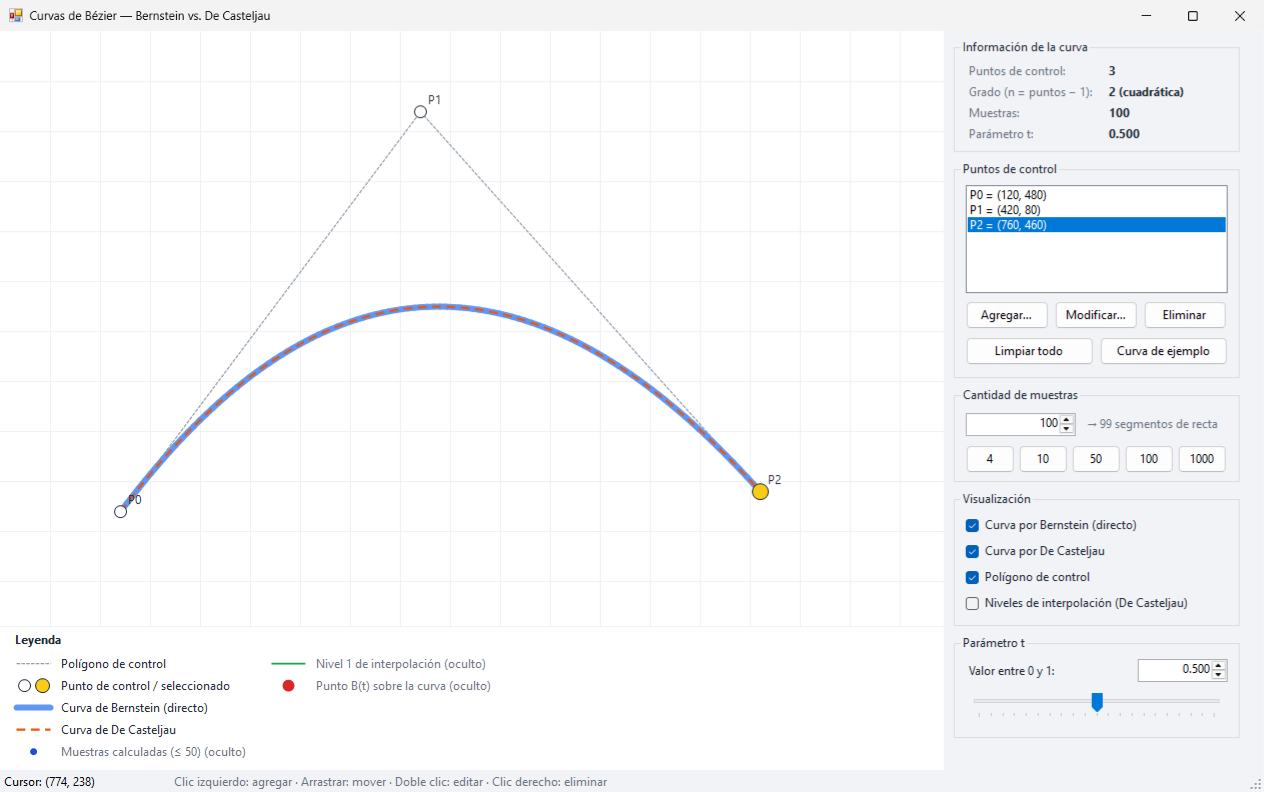 Curvas de Bézier — Bernstein vs. De Casteljau
P1
P0
P2
Leyenda
Polígono de control
Nivel 1 de interpolación (oculto)
Punto de control / seleccionado
Punto B(t) sobre la curva (oculto)
Curva de Bernstein (directo)
Curva de De Casteljau
Muestras calculadas (≤ 50) (oculto)
Información de la curva
Puntos de control: 3
Grado (n = puntos − 1): 2 (cuadrática)
Muestras: 100
Parámetro t: 0.500
Puntos de control
P0 = (120, 480)
P1 = (420, 80)
P2 = (760, 460)
Agregar... Modificar... Eliminar
Limpiar todo Curva de ejemplo
Cantidad de muestras
100 → 99 segmentos de recta
4 10 50 100 1000
Visualización
Curva por Bernstein (directo)
Curva por De Casteljau
Polígono de control
Niveles de interpolación (De Casteljau)
Parámetro t
Valor entre 0 y 1: 0.500
Cursor: (774, 238) Clic izquierdo: agregar · Arrastrar: mover · Doble clic: editar · Clic derecho: eliminar